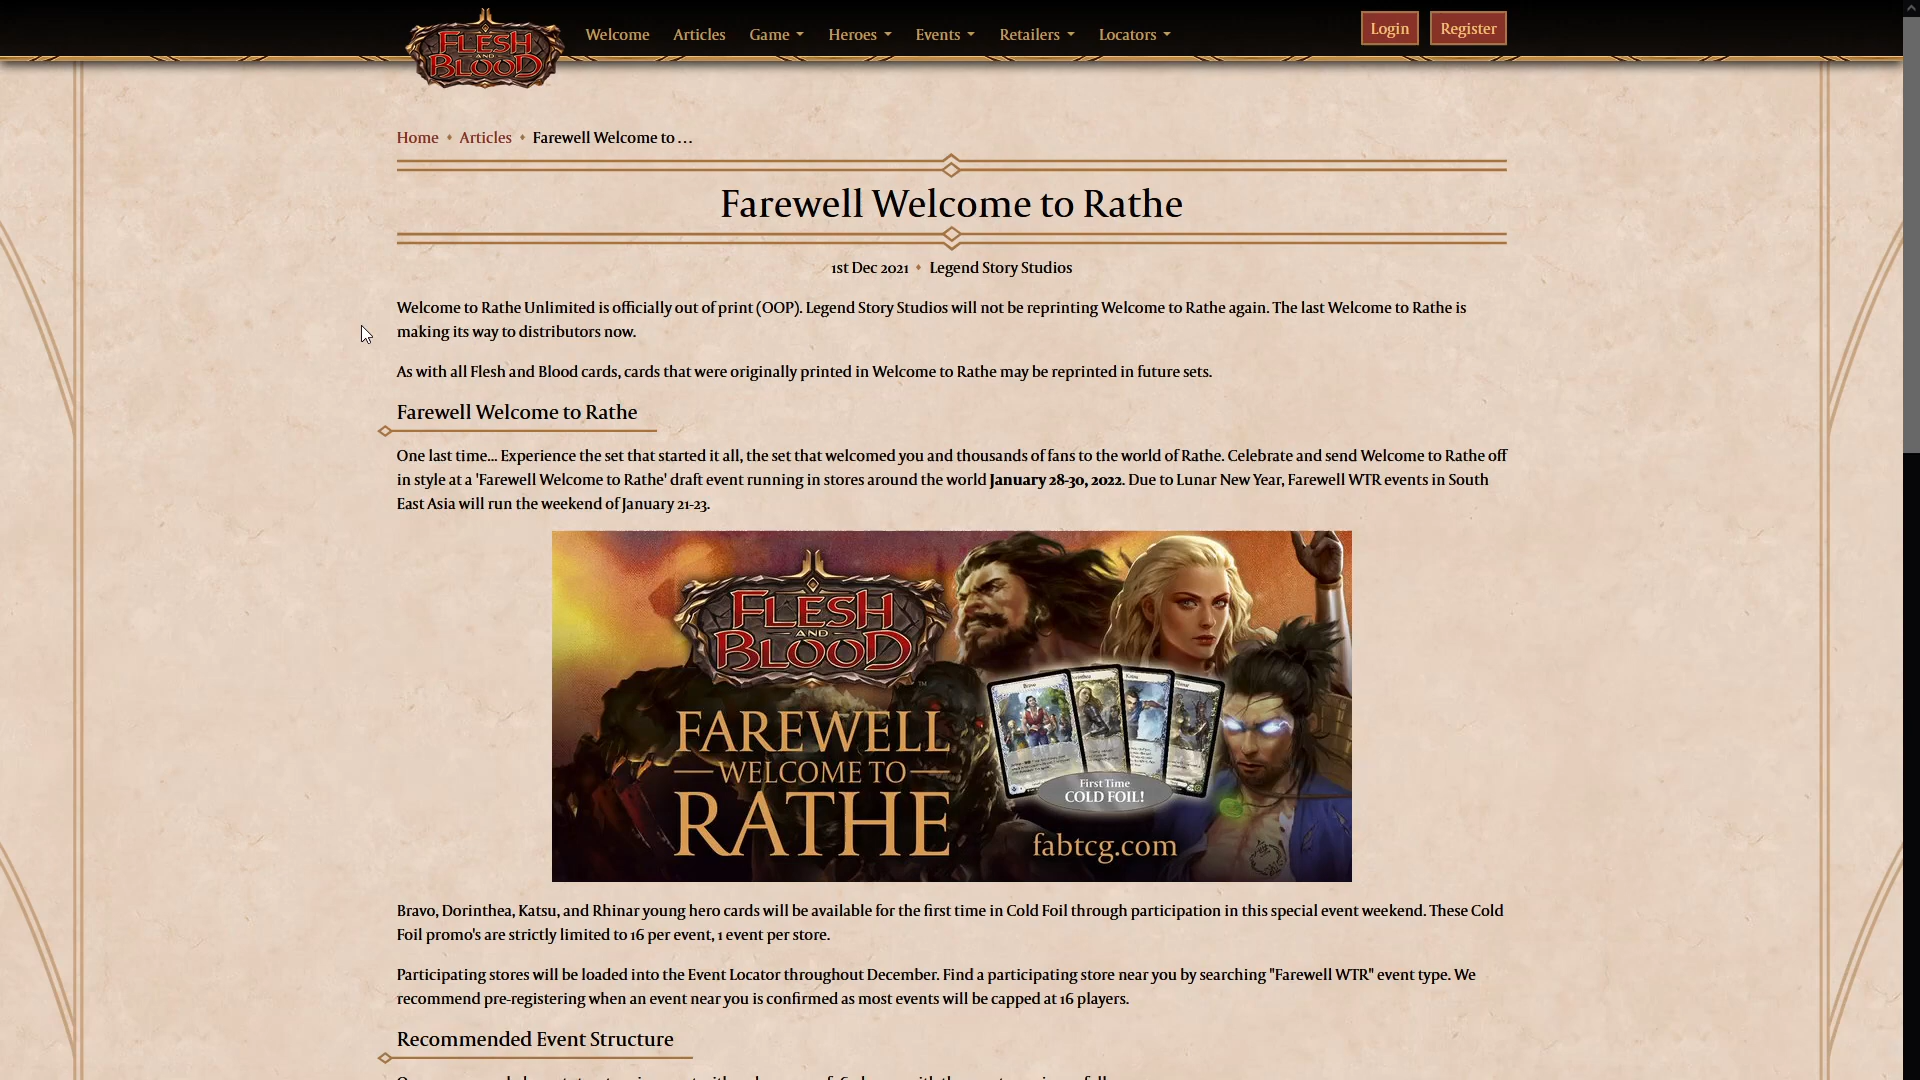 FLESH
AND
BLOOD
Welcome Articles Game Heroes Events Retailers Locators Login Register
Home ♦ Articles ♦ Farewell Welcome to …
Farewell Welcome to Rathe
1st Dec 2021 ♦ Legend Story Studios
Welcome to Rathe Unlimited is officially out of print (OOP). Legend Story Studios will not be reprinting Welcome to Rathe again. The last Welcome to Rathe is
making its way to distributors now.
As with all Flesh and Blood cards, cards that were originally printed in Welcome to Rathe may be reprinted in future sets.
Farewell Welcome to Rathe
One last time... Experience the set that started it all, the set that welcomed you and thousands of fans to the world of Rathe. Celebrate and send Welcome to Rathe off
in style at a 'Farewell Welcome to Rathe' draft event running in stores around the world January 28-30, 2022. Due to Lunar New Year, Farewell WTR events in South
East Asia will run the weekend of January 21-23.
FLESH
AND
BLOOD
TM
FAREWELL
WELCOME TO
RATHE
Bravo
Katsu
Rhinar
First Time
COLD FOIL!
fabtcg.com
Bravo, Dorinthea, Katsu, and Rhinar young hero cards will be available for the first time in Cold Foil through participation in this special event weekend. These Cold
Foil promo's are strictly limited to 16 per event, 1 event per store.
Participating stores will be loaded into the Event Locator throughout December. Find a participating store near you by searching "Farewell WTR" event type. We
recommend pre-registering when an event near you is confirmed as most events will be capped at 16 players.
Recommended Event Structure